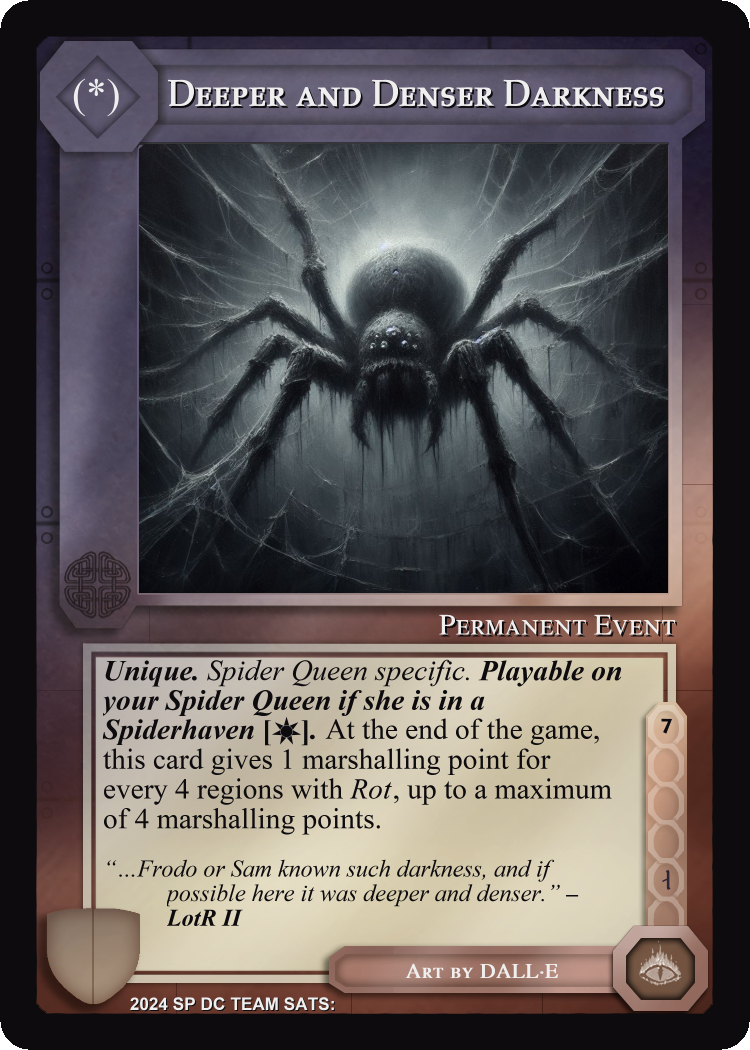 (*)
DEEPER AND DENSER DARKNESS
PERMANENT EVENT
Unique. Spider Queen specific. Playable on
your Spider Queen if she is in a
Spiderhaven [☀]. At the end of the game,
this card gives 1 marshalling point for
every 4 regions with Rot, up to a maximum
of 4 marshalling points.
7
“...Frodo or Sam known such darkness, and if
possible here it was deeper and denser.” –
LotR II
ART BY DALL·E
2024 SP DC TEAM SATS: